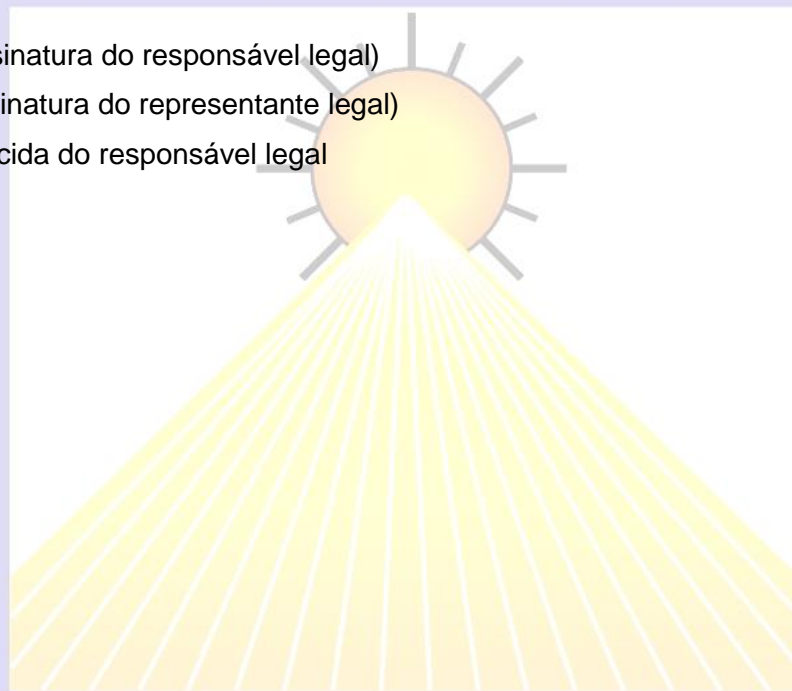 sinatura do responsável legal)
inatura do representante legal)
cida do responsável legal